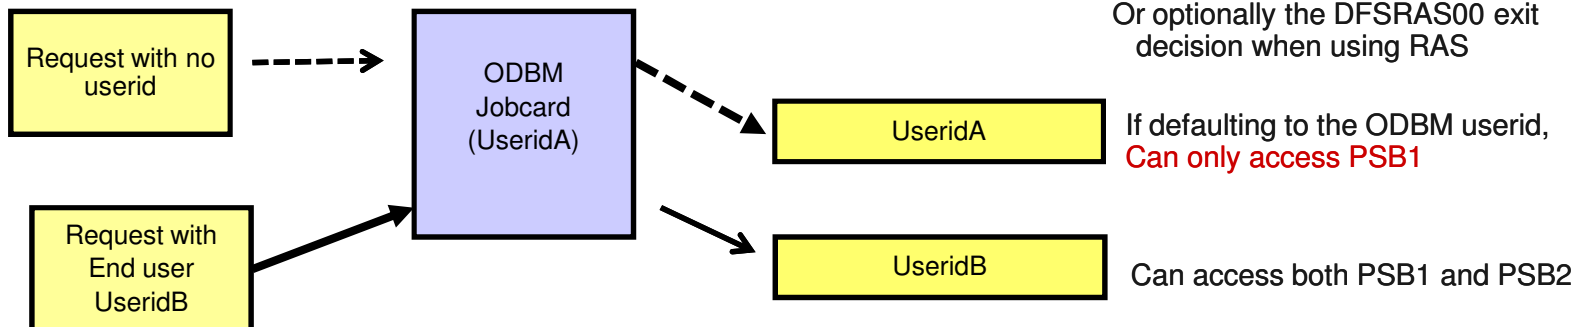 Or optionally the DFSRAS00 exit
decision when using RAS
Request with no
userid
ODBM
Jobcard
(UseridA)
UseridA
If defaulting to the ODBM userid,
Can only access PSB1
Request with
End user
UseridB
UseridB
Can access both PSB1 and PSB2